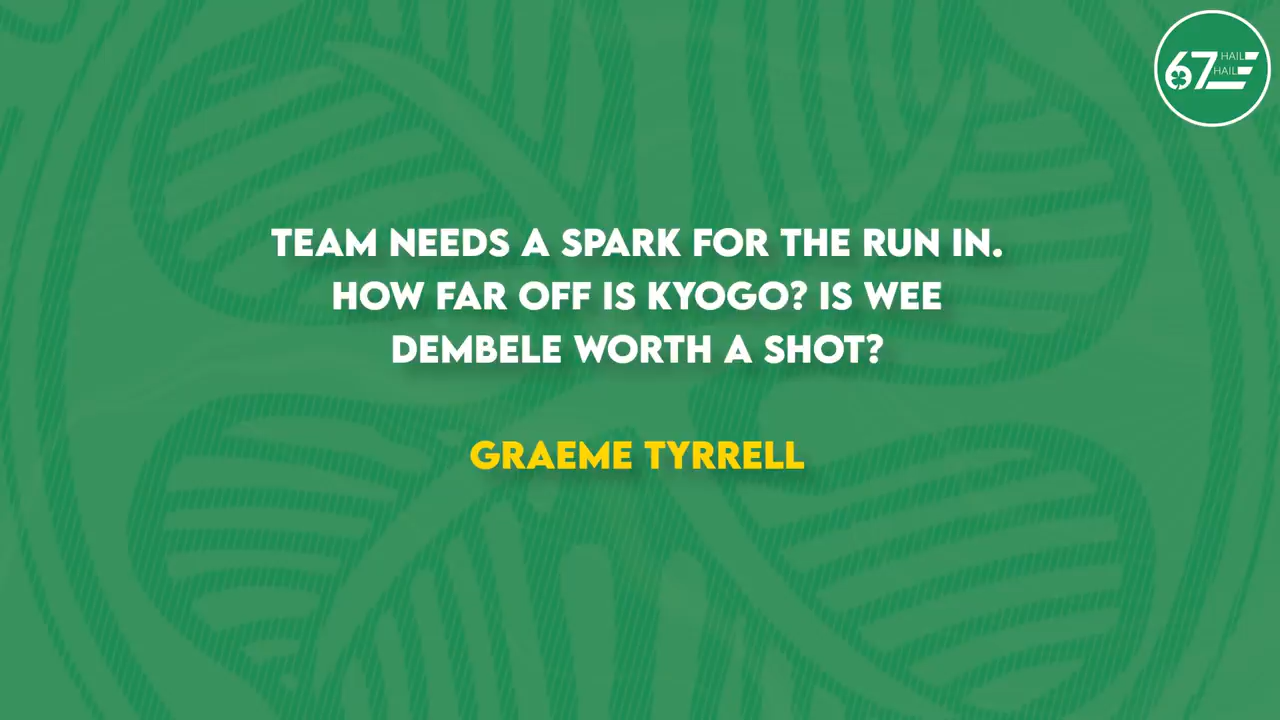 67 HAIL
HAIL
TEAM NEEDS A SPARK FOR THE RUN IN.
HOW FAR OFF IS KYOGO? IS WEE
DEMBELE WORTH A SHOT?
GRAEME TYRRELL